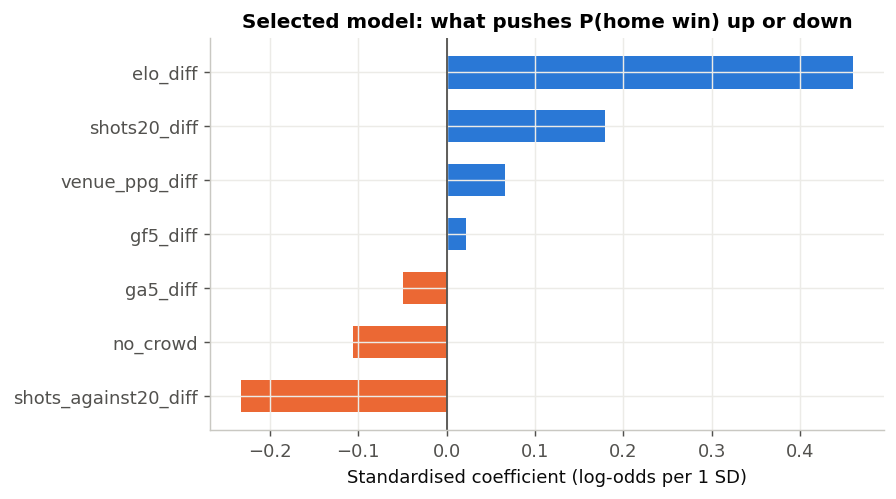 Selected model: what pushes P(home win) up or down
elo_diff
shots20_diff
venue_ppg_diff
gf5_diff
ga5_diff
no_crowd
shots_against20_diff
−0.2 −0.1 0.0 0.1 0.2 0.3 0.4
Standardised coefficient (log-odds per 1 SD)